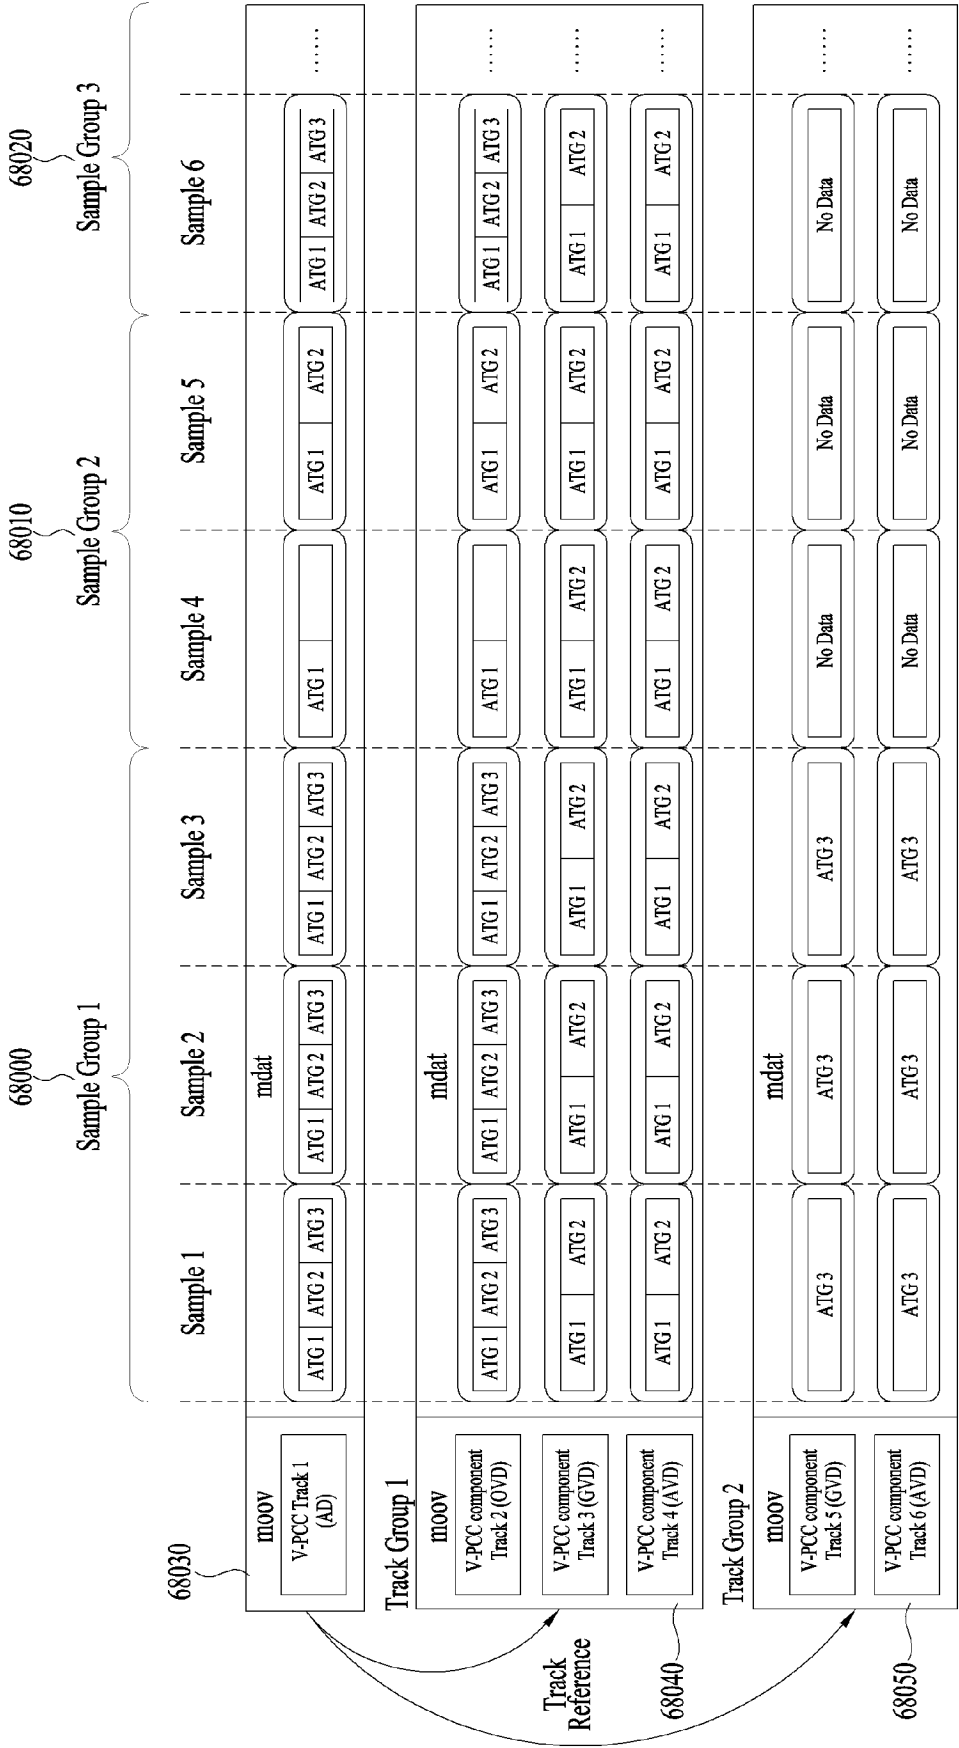 68000
68010
68020
Sample Group 1
Sample Group 2
Sample Group 3
Sample 1
Sample 2
Sample 3
Sample 4
Sample 5
Sample 6
68030
moov
mdat
V-PCC Track 1
(AD)
ATG 1 ATG 2 ATG 3
ATG 1 ATG 2 ATG 3
ATG 1 ATG 2 ATG 3
ATG 1
ATG 1 ATG 2
ATG 1 ATG 2 ATG 3
......
Track Group 1
moov
mdat
V-PCC component
Track 2 (OVD)
ATG 1 ATG 2 ATG 3
ATG 1 ATG 2 ATG 3
ATG 1 ATG 2 ATG 3
ATG 1
ATG 1 ATG 2
ATG 1 ATG 2 ATG 3
......
Track
Reference
V-PCC component
Track 3 (GVD)
ATG 1 ATG 2
ATG 1 ATG 2
ATG 1 ATG 2
ATG 1 ATG 2
ATG 1 ATG 2
ATG 1 ATG 2
......
68040
V-PCC component
Track 4 (AVD)
ATG 1 ATG 2
ATG 1 ATG 2
ATG 1 ATG 2
ATG 1 ATG 2
ATG 1 ATG 2
ATG 1 ATG 2
......
Track Group 2
moov
mdat
V-PCC component
Track 5 (GVD)
ATG 3
ATG 3
ATG 3
No Data
No Data
No Data
......
68050
V-PCC component
Track 6 (AVD)
ATG 3
ATG 3
ATG 3
No Data
No Data
No Data
......